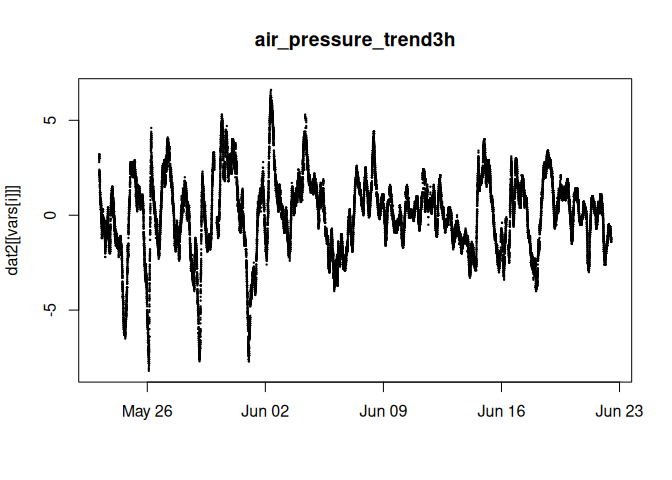 air_pressure_trend3h
dat2[[vars[i]]]
5
0
-5
May 26
Jun 02
Jun 09
Jun 16
Jun 23